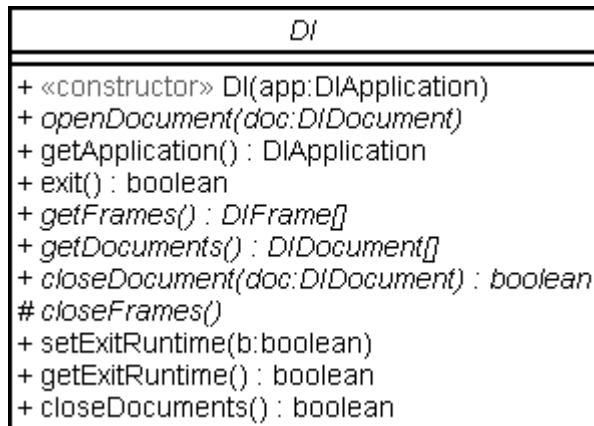 DI
+ «constructor» DI(app:DIApplication)
+ openDocument(doc:DIDocument)
+ getApplication() : DIApplication
+ exit() : boolean
+ getFrames() : DIFrame[]
+ getDocuments() : DIDocument[]
+ closeDocument(doc:DIDocument) : boolean
# closeFrames()
+ setExitRuntime(b:boolean)
+ getExitRuntime() : boolean
+ closeDocuments() : boolean